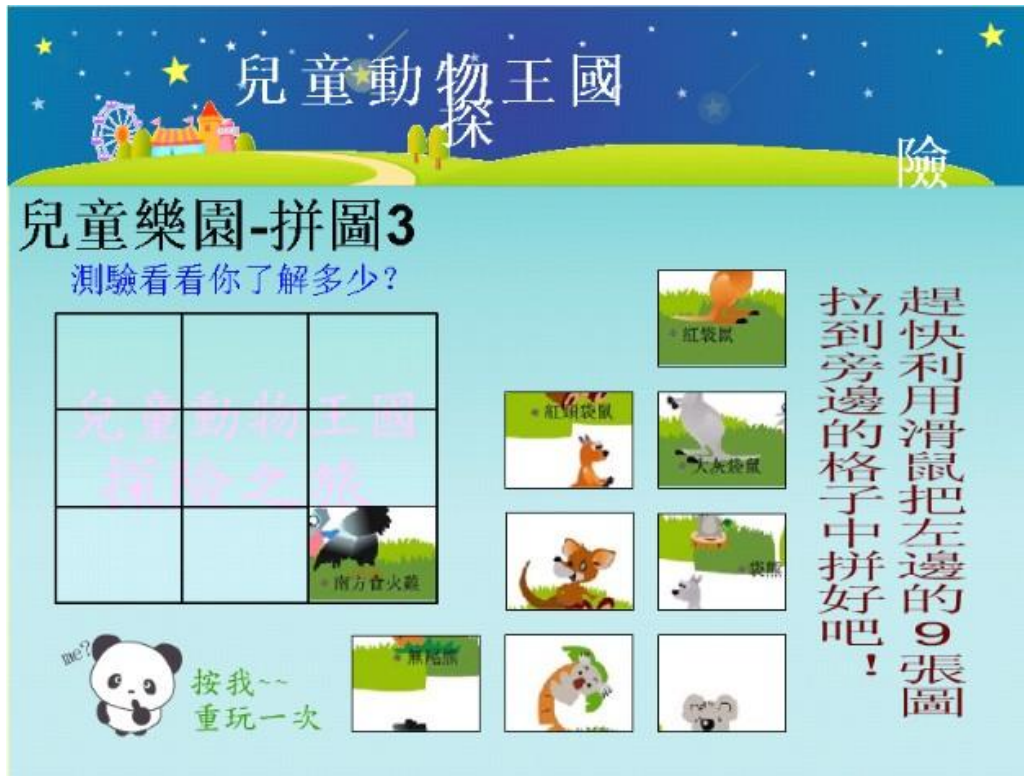 兒童動物王國
探
險
兒童樂園-拼圖3
測驗看看你了解多少?
兒童動物王國
探險之旅
南方食火雞
紅袋鼠
紅頸袋鼠
大灰袋鼠
袋熊
無尾熊
me?
按我~~
重玩一次
趕快利用滑鼠把左邊的9張圖
拉到旁邊的格子中拼好吧!